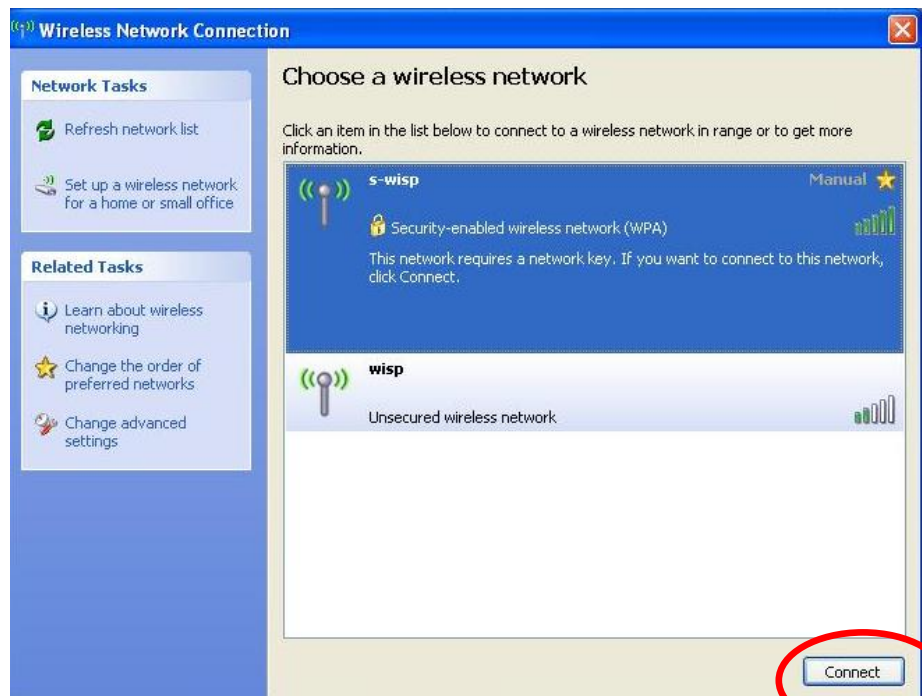 Wireless Network Connection
Network Tasks
Refresh network list
Set up a wireless network
for a home or small office
Related Tasks
Learn about wireless
networking
Change the order of
preferred networks
Change advanced
settings
Choose a wireless network
Click an item in the list below to connect to a wireless network in range or to get more
information.
s-wisp
Manual
Security-enabled wireless network (WPA)
This network requires a network key. If you want to connect to this network,
click Connect.
wisp
Unsecured wireless network
Connect